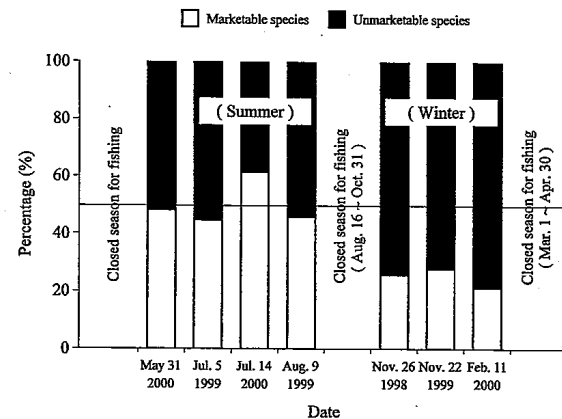 Marketable species
Unmarketable species
100
80
60
40
20
0
Percentage (%)
Closed season for fishing
( Summer )
Closed season for fishing
( Aug. 16 ~ Oct. 31 )
( Winter )
Closed season for fishing
( Mar. 1 ~ Apr. 30 )
May 31 Jul. 5 Jul. 14 Aug. 9 Nov. 26 Nov. 22 Feb. 11
2000 1999 2000 1999 1998 1999 2000
Date